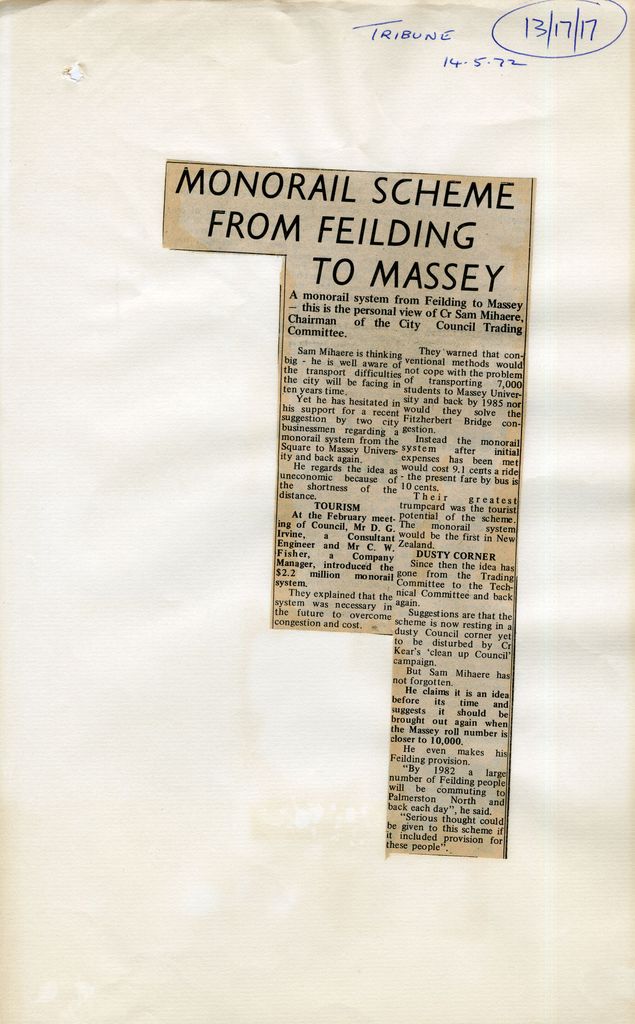 TRIBUNE
13/17/17
14.5.72
MONORAIL SCHEME
FROM FEILDING
TO MASSEY
A monorail system from Feilding to Massey
— this is the personal view of Cr Sam Mihaere,
Chairman of the City Council Trading
Committee.
Sam Mihaere is thinking
big - he is well aware of
the transport difficulties
the city will be facing in
ten years time.
Yet he has hesitated in
his support for a recent
suggestion by two city
businessmen regarding a
monorail system from the
Square to Massey Univers-
ity and back again.
He regards the idea as
uneconomic because of
the shortness of the
distance.
TOURISM
At the February meet-
ing of Council, Mr D. G.
Irvine, a Consultant
Engineer and Mr C. W.
Fisher, a Company
Manager, introduced the
$2.2 million monorail
system.
They explained that the
system was necessary in
the future to overcome
congestion and cost.
They warned that con-
ventional methods would
not cope with the problem
of transporting 7,000
students to Massey Univer-
sity and back by 1985 nor
would they solve the
Fitzherbert Bridge con-
gestion.
Instead the monorail
system after initial
expenses has been met
would cost 9.1 cents a ride
- the present fare by bus is
10 cents.
Their greatest
trumpcard was the tourist
potential of the scheme.
The monorail system
would be the first in New
Zealand.
DUSTY CORNER
Since then the idea has
gone from the Trading
Committee to the Tech-
nical Committee and back
again.
Suggestions are that the
scheme is now resting in a
dusty Council corner yet
to be disturbed by Cr
Kear's 'clean up Council'
campaign.
But Sam Mihaere has
not forgotten.
He claims it is an idea
before its time and
suggests it should be
brought out again when
the Massey roll number is
closer to 10,000.
He even makes his
Feilding provision.
"By 1982 a large
number of Feilding people
will be commuting to
Palmerston North and
back each day", he said.
"Serious thought could
be given to this scheme if
it included provision for
these people".